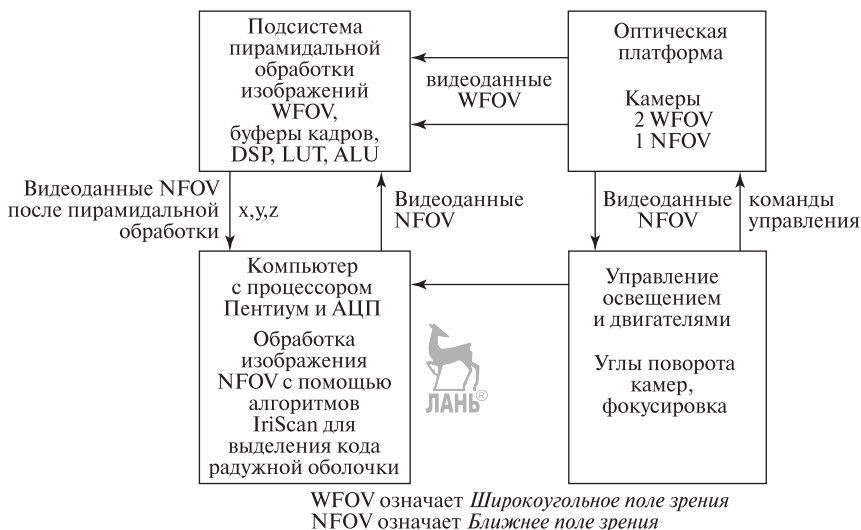 Подсистема
пирамидальной
обработки
изображений
WFOV,
буферы кадров,
DSP, LUT, ALU
видеоданные
WFOV
Оптическая
платформа
Камеры
2 WFOV
1 NFOV
Видеоданные NFOV
после пирамидальной
обработки
x,y,z
Видеоданные
NFOV
Видеоданные
NFOV
команды
управления
Компьютер
с процессором
Пентиум и АЦП
Обработка
изображения
NFOV с помощью
алгоритмов
IriScan для
выделения кода
радужной оболочки
ЛАНЬ®
Управление
освещением
и двигателями
Углы поворота
камер,
фокусировка
WFOV означает Широкоугольное поле зрения
NFOV означает Ближнее поле зрения